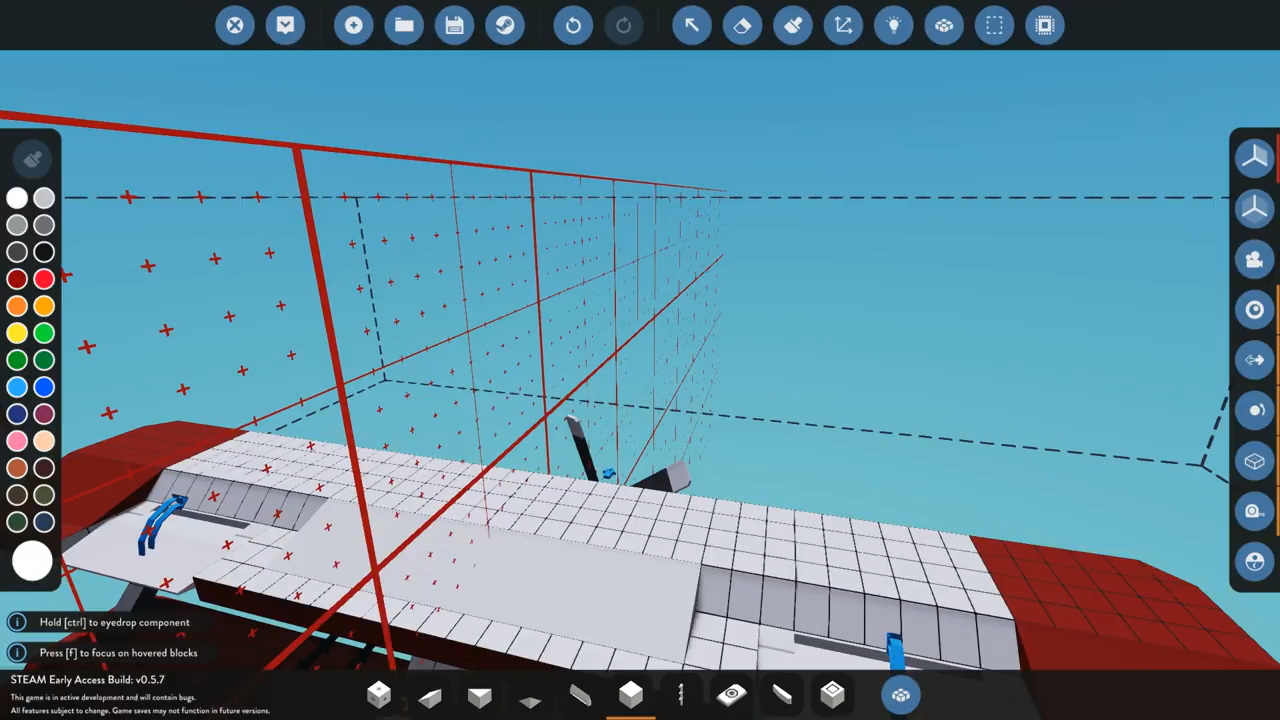 Hold [ctrl] to eyedrop component
Press [f] to focus on hovered blocks
STEAM Early Access Build: v0.5.7
This game is in active development and will contain bugs.
All features subject to change. Game saves may not function in future versions.